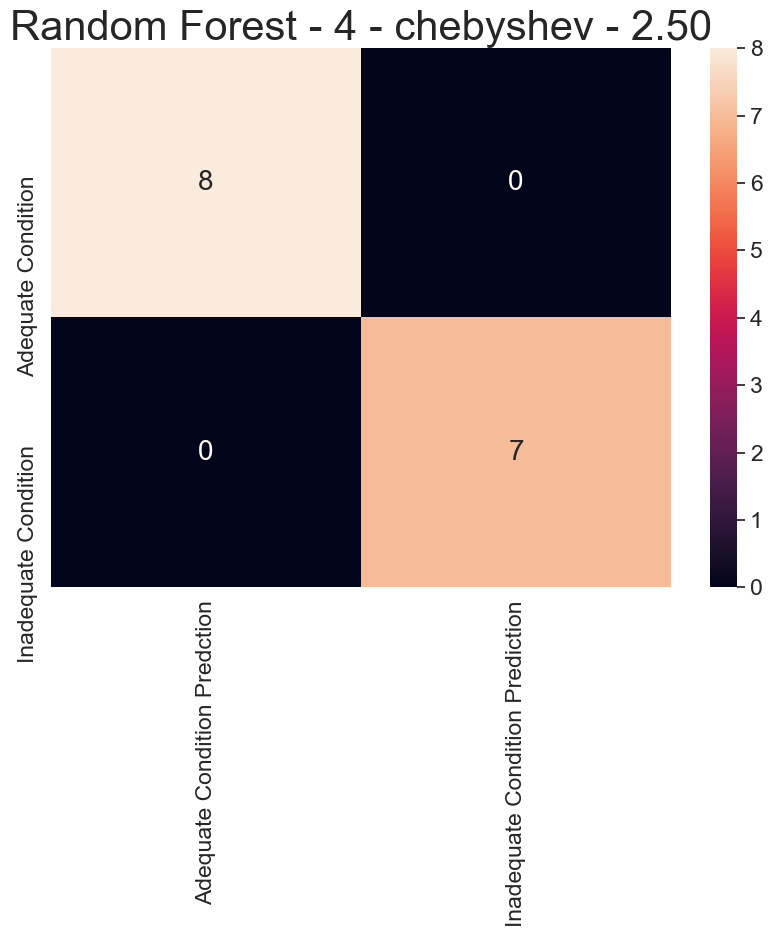 Random Forest - 4 - chebyshev - 2.50
Adequate Condition
Inadequate Condition
8
0
0
7
Adequate Condition Predction
Inadequate Condition Prediction
8
7
6
5
4
3
2
1
0